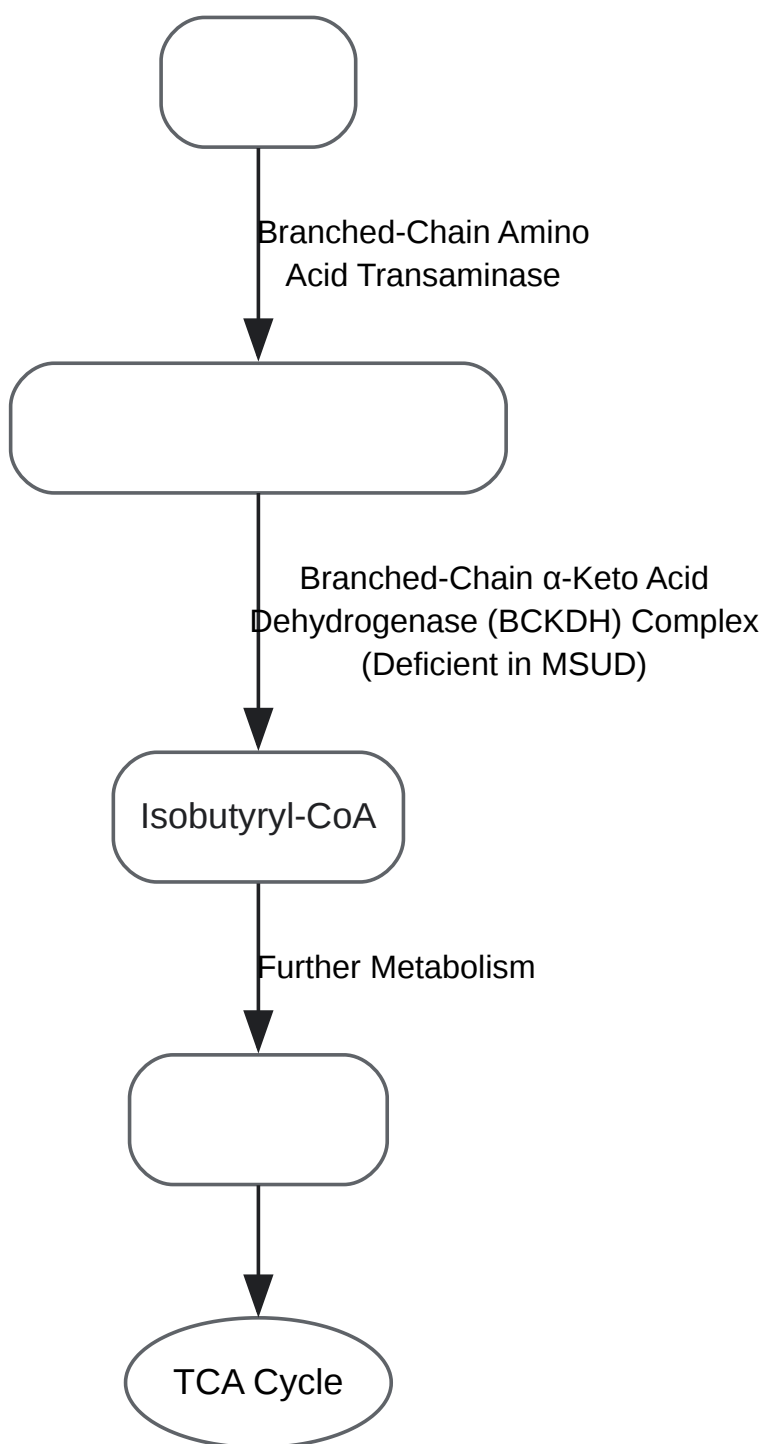 Branched-Chain Amino
Acid Transaminase
Branched-Chain α-Keto Acid
Dehydrogenase (BCKDH) Complex
(Deficient in MSUD)
Isobutyryl-CoA
Further Metabolism
TCA Cycle